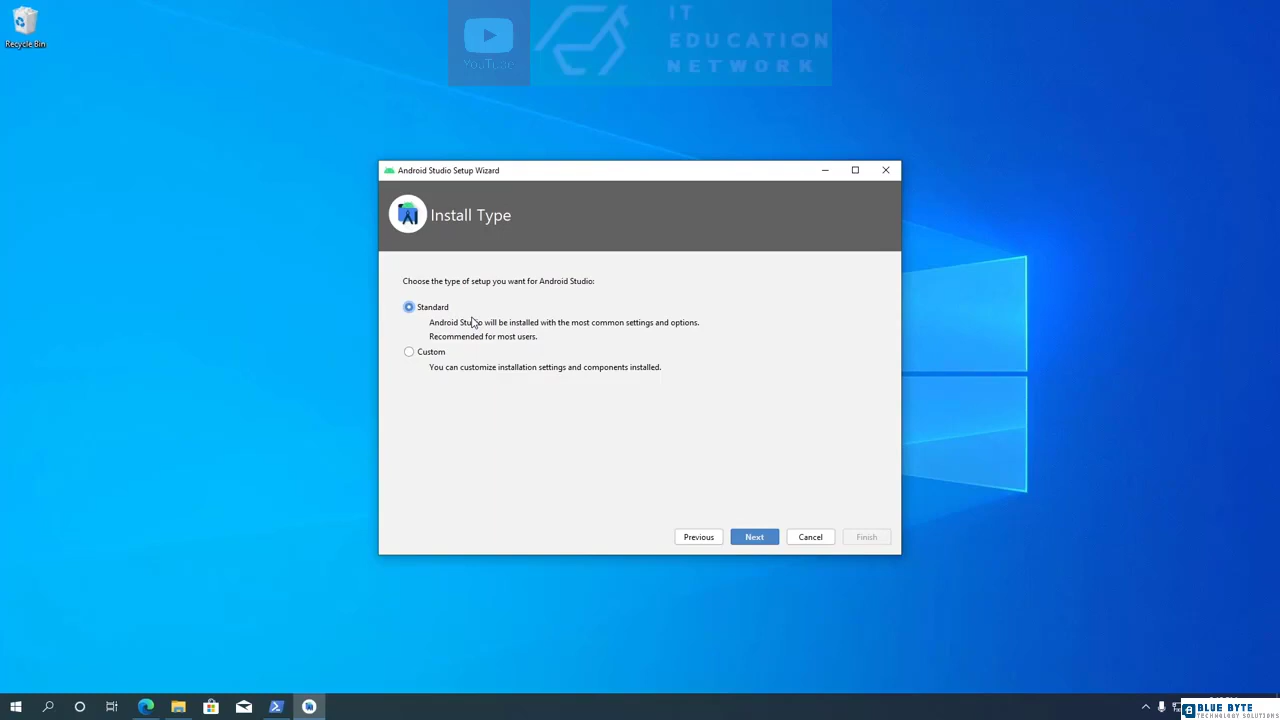 Recycle Bin
YouTube
IT
EDUCATION
NETWORK
Android Studio Setup Wizard
Install Type
Choose the type of setup you want for Android Studio:
Standard
Android Studio will be installed with the most common settings and options.
Recommended for most users.
Custom
You can customize installation settings and components installed.
Previous
Next
Cancel
Finish
BLUE BYTE
TECHNOLOGY SOLUTIONS